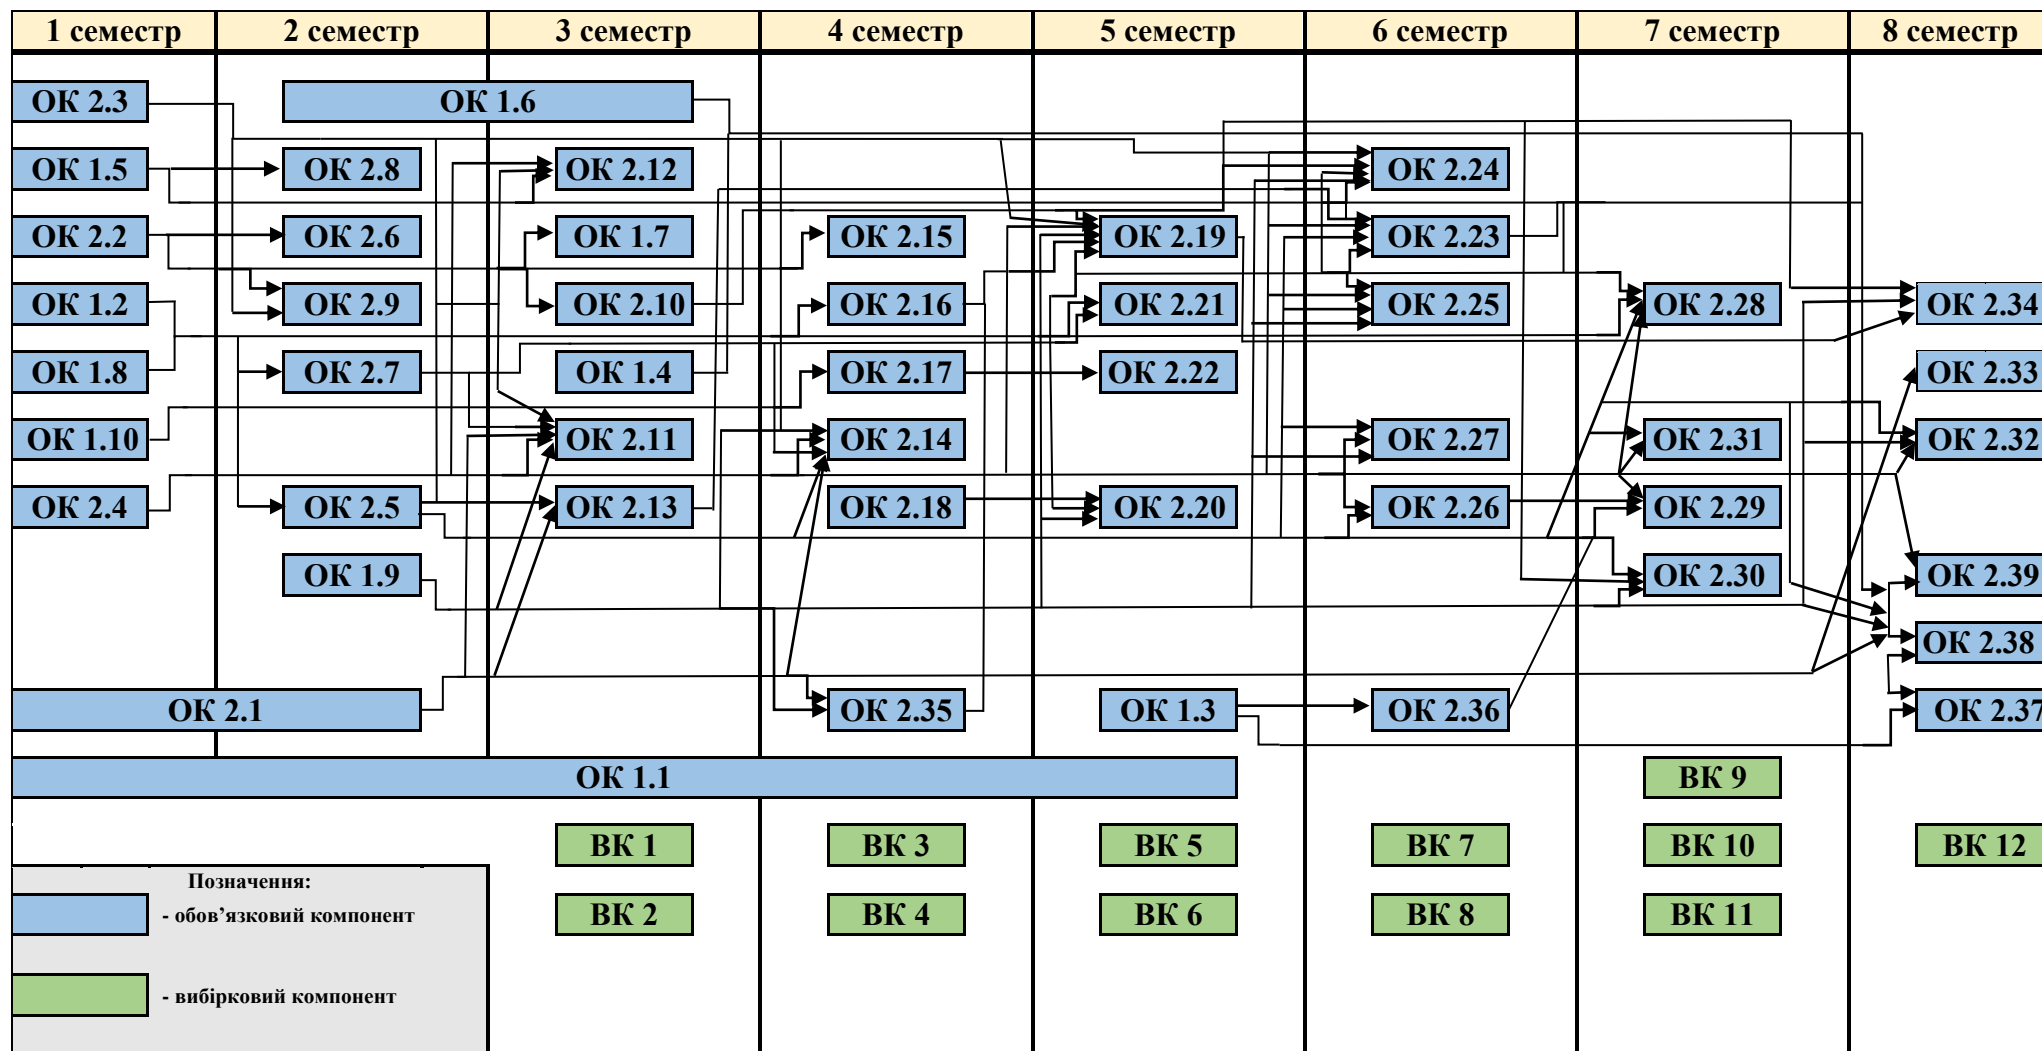 1 семестр 2 семестр 3 семестр 4 семестр 5 семестр 6 семестр 7 семестр 8 семестр
ОК 2.3 ОК 1.6
ОК 1.5 ОК 2.8 ОК 2.12 ОК 2.24
ОК 2.2 ОК 2.6 ОК 1.7 ОК 2.15 ОК 2.19 ОК 2.23
ОК 1.2 ОК 2.9 ОК 2.10 ОК 2.16 ОК 2.21 ОК 2.25 ОК 2.28 ОК 2.34
ОК 1.8 ОК 2.7 ОК 1.4 ОК 2.17 ОК 2.22 ОК 2.33
ОК 1.10 ОК 2.11 ОК 2.14 ОК 2.27 ОК 2.31 ОК 2.32
ОК 2.4 ОК 2.5 ОК 2.13 ОК 2.18 ОК 2.20 ОК 2.26 ОК 2.29
ОК 1.9 ОК 2.30 ОК 2.39
ОК 2.38
ОК 2.1 ОК 2.35 ОК 1.3 ОК 2.36 ОК 2.37
ОК 1.1 ВК 9
ВК 1 ВК 3 ВК 5 ВК 7 ВК 10 ВК 12
Позначення:
- обов’язковий компонент
ВК 2 ВК 4 ВК 6 ВК 8 ВК 11
- вибірковий компонент